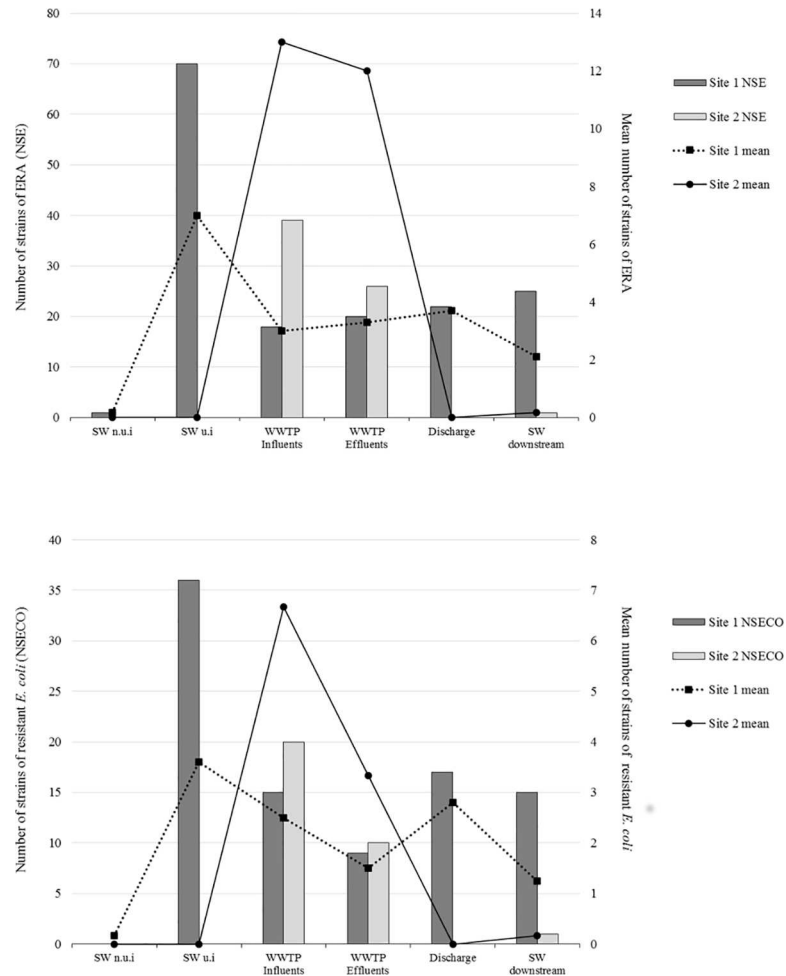 80
70
60
50
40
30
20
10
0
Number of strains of ERA (NSE)
14
12
10
8
6
4
2
0
Mean number of strains of ERA
SW n.u.i
SW u.i
WWTP
Influents
WWTP
Effluents
Discharge
SW
downstream
Site 1 NSE
Site 2 NSE
Site 1 mean
Site 2 mean
40
35
30
25
20
15
10
5
0
Number of strains of resistant E. coli (NSECO)
8
7
6
5
4
3
2
1
0
Mean number of strains of resistant
E. coli
SW n.u.i
SW u.i
WWTP
Influents
WWTP
Effluents
Discharge
SW
downstream
Site 1 NSECO
Site 2 NSECO
Site 1 mean
Site 2 mean